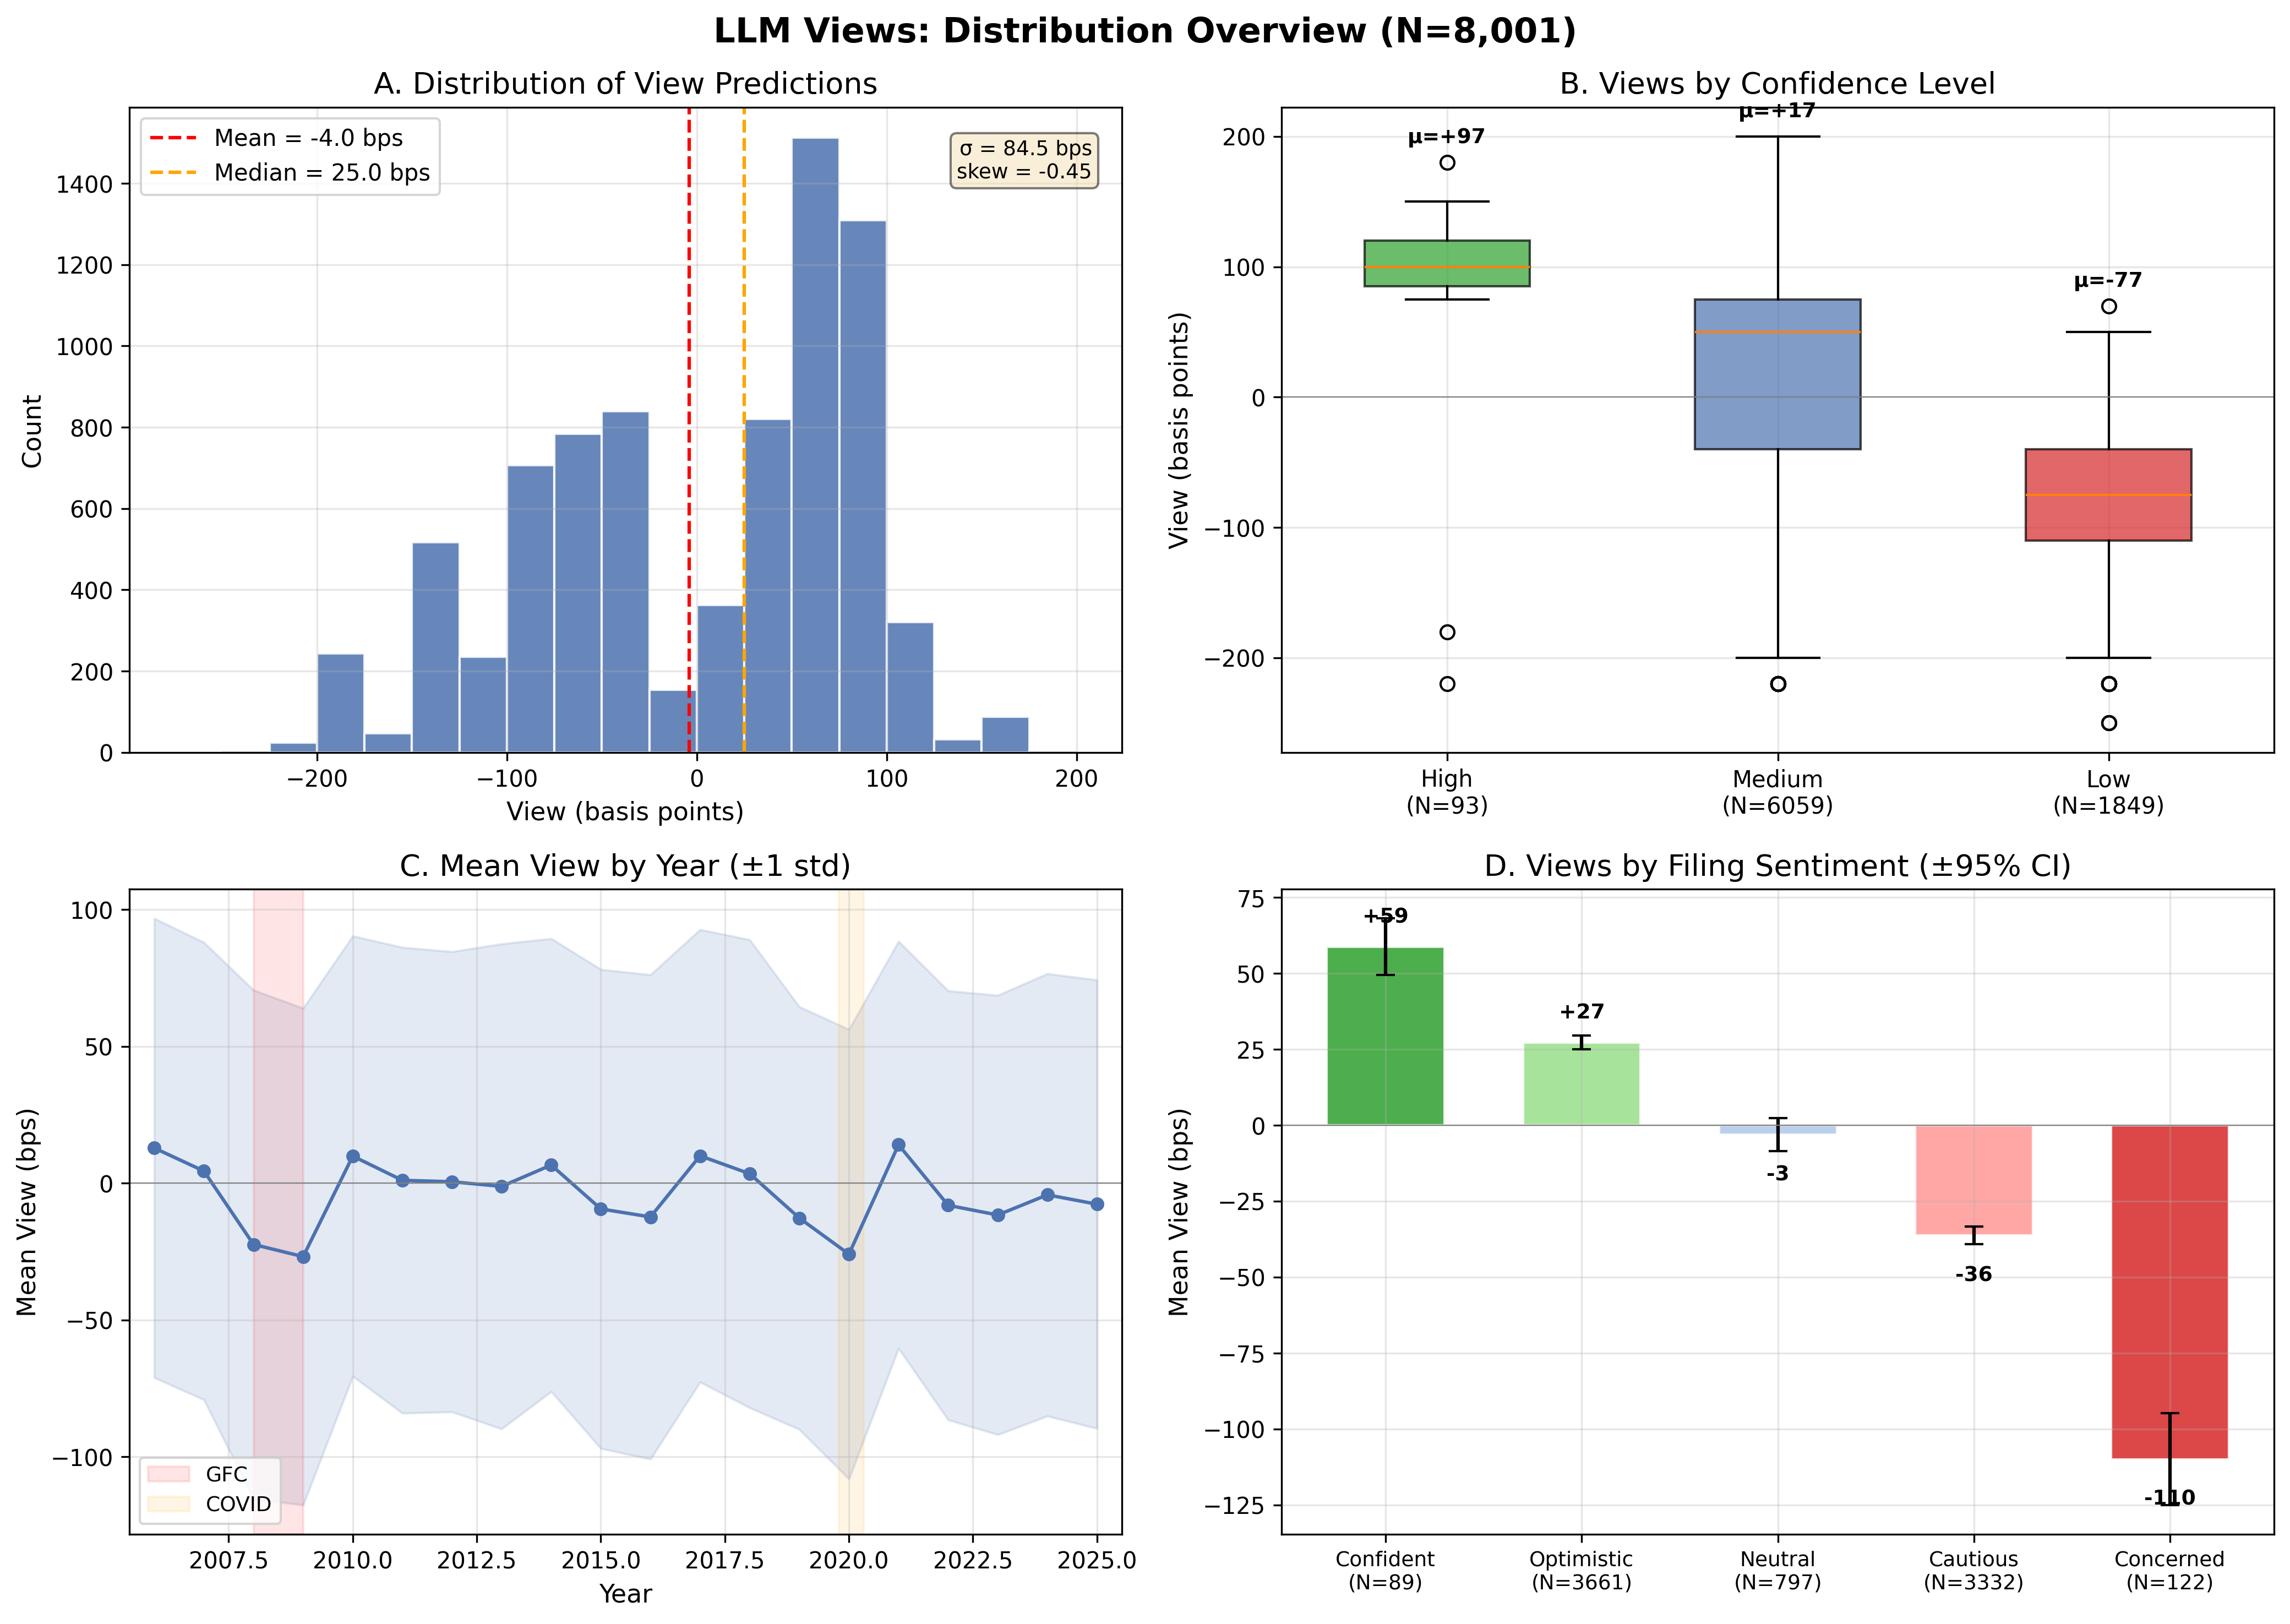 LLM Views: Distribution Overview (N=8,001)
A. Distribution of View Predictions
Mean = -4.0 bps
Median = 25.0 bps
σ = 84.5 bps
skew = -0.45
Count
1400
1200
1000
800
600
400
200
0
−200
−100
0
100
200
View (basis points)
B. Views by Confidence Level
μ=+97
μ=+17
μ=-77
View (basis points)
200
100
0
−100
−200
High
(N=93)
Medium
(N=6059)
Low
(N=1849)
C. Mean View by Year (±1 std)
Mean View (bps)
100
50
0
−50
−100
GFC
COVID
2007.5
2010.0
2012.5
2015.0
2017.5
2020.0
2022.5
2025.0
Year
D. Views by Filing Sentiment (±95% CI)
Mean View (bps)
75
50
25
0
−25
−50
−75
−100
−125
+59
+27
-3
-36
-110
Confident
(N=89)
Optimistic
(N=3661)
Neutral
(N=797)
Cautious
(N=3332)
Concerned
(N=122)